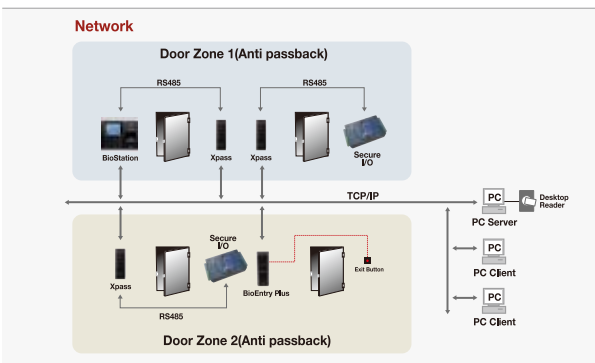 Network
Door Zone 1(Anti passback)
RS485
RS485
BioStation
Xpass
Xpass
Secure
I/O
TCP/IP
PC
Desktop
Reader
PC Server
PC
PC Client
PC
PC Client
Secure
I/O
Xpass
BioEntry Plus
Exit Button
RS485
Door Zone 2(Anti passback)